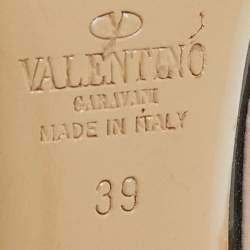 VALENTINO
GARAVANI
MADE IN ITALY
39